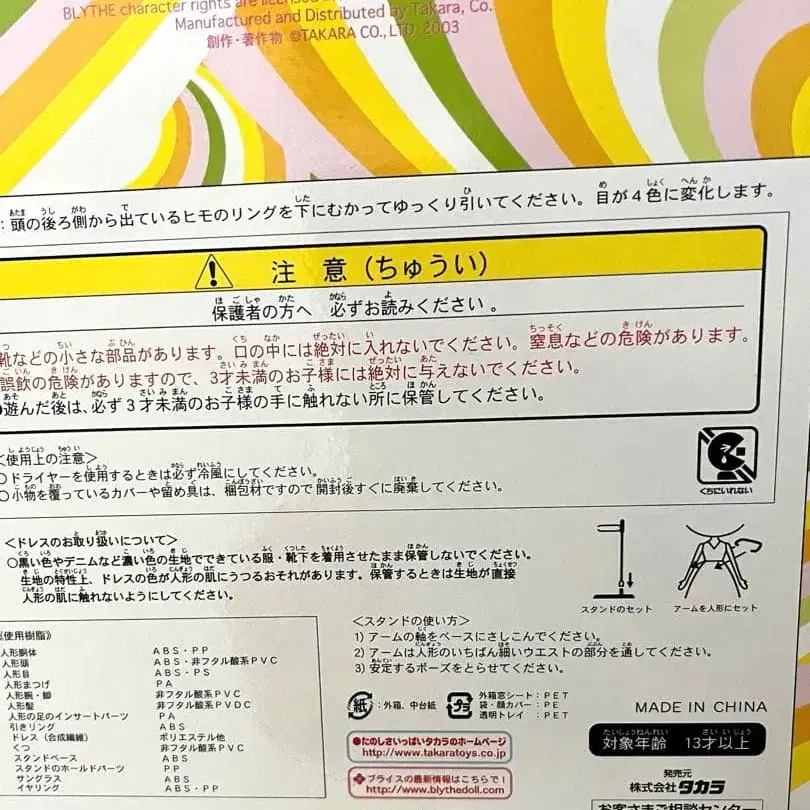 BLYTHE character rights are licensed in
Manufactured and Distributed by Takara, Co.
創作・著作物 ©TAKARA CO., LTD. 2003
：頭の後ろ側から出ているヒモのリングを下にむかってゆっくり引いてください。目が４色に変化します。
注 意（ちゅうい）
保護者の方へ 必ずお読みください。
靴などの小さな部品があります。口の中には絶対に入れないでください。窒息などの危険があります。
誤飲の危険がありますので、3才未満のお子様には絶対に与えないでください。
●遊んだ後は、必ず３才未満のお子様の手に触れない所に保管してください。
＜使用上の注意＞
○ドライヤーを使用するときは必ず冷風にしてください。
○小物を覆っているカバーや留め具は、梱包材ですので開封後すぐに廃棄してください。
くちにいれない
＜ドレスのお取り扱いについて＞
○黒い色やデニムなど濃い色の生地でできている服・靴下を着用させたまま保管しないでください。
生地の特性上、ドレスの色が人形の肌にうつるおそれがあります。保管するときは生地が直接
人形の肌に触れないようにしてください。
スタンドのセット
アームを人形にセット
《使用樹脂》
人形胴体 ABS・PP
人形頭 ABS・非フタル酸系PVC
人形目 ABS・PS
人形まつげ PA
人形腕・脚 非フタル酸系PVC
人形髪 非フタル酸系PVDC
人形の足のインサートパーツ PA
引きリング ABS
ドレス（合成繊維） ポリエステル他
くつ 非フタル酸系PVC
スタンドベース ABS
スタンドのホールドパーツ PP
サングラス ABS
イヤリング ABS・PP
＜スタンドの使い方＞
1）アームの軸をベースにさしこんでください。
2）アームは人形のいちばん細いウエストの部分を通してください。
3）安定するポーズをとらせてください。
紙：外箱、中台紙
プラ
外箱窓シート：PET
袋・顔カバー：PE
透明トレイ：PET
MADE IN CHINA
●たのしさいっぱいタカラのホームページ
http://www.takaratoys.co.jp
ブライスの最新情報はこちらで！
http://www.blythedoll.com
対象年齢 13才以上
発売元
株式会社タカラ
お客さまご相談センター